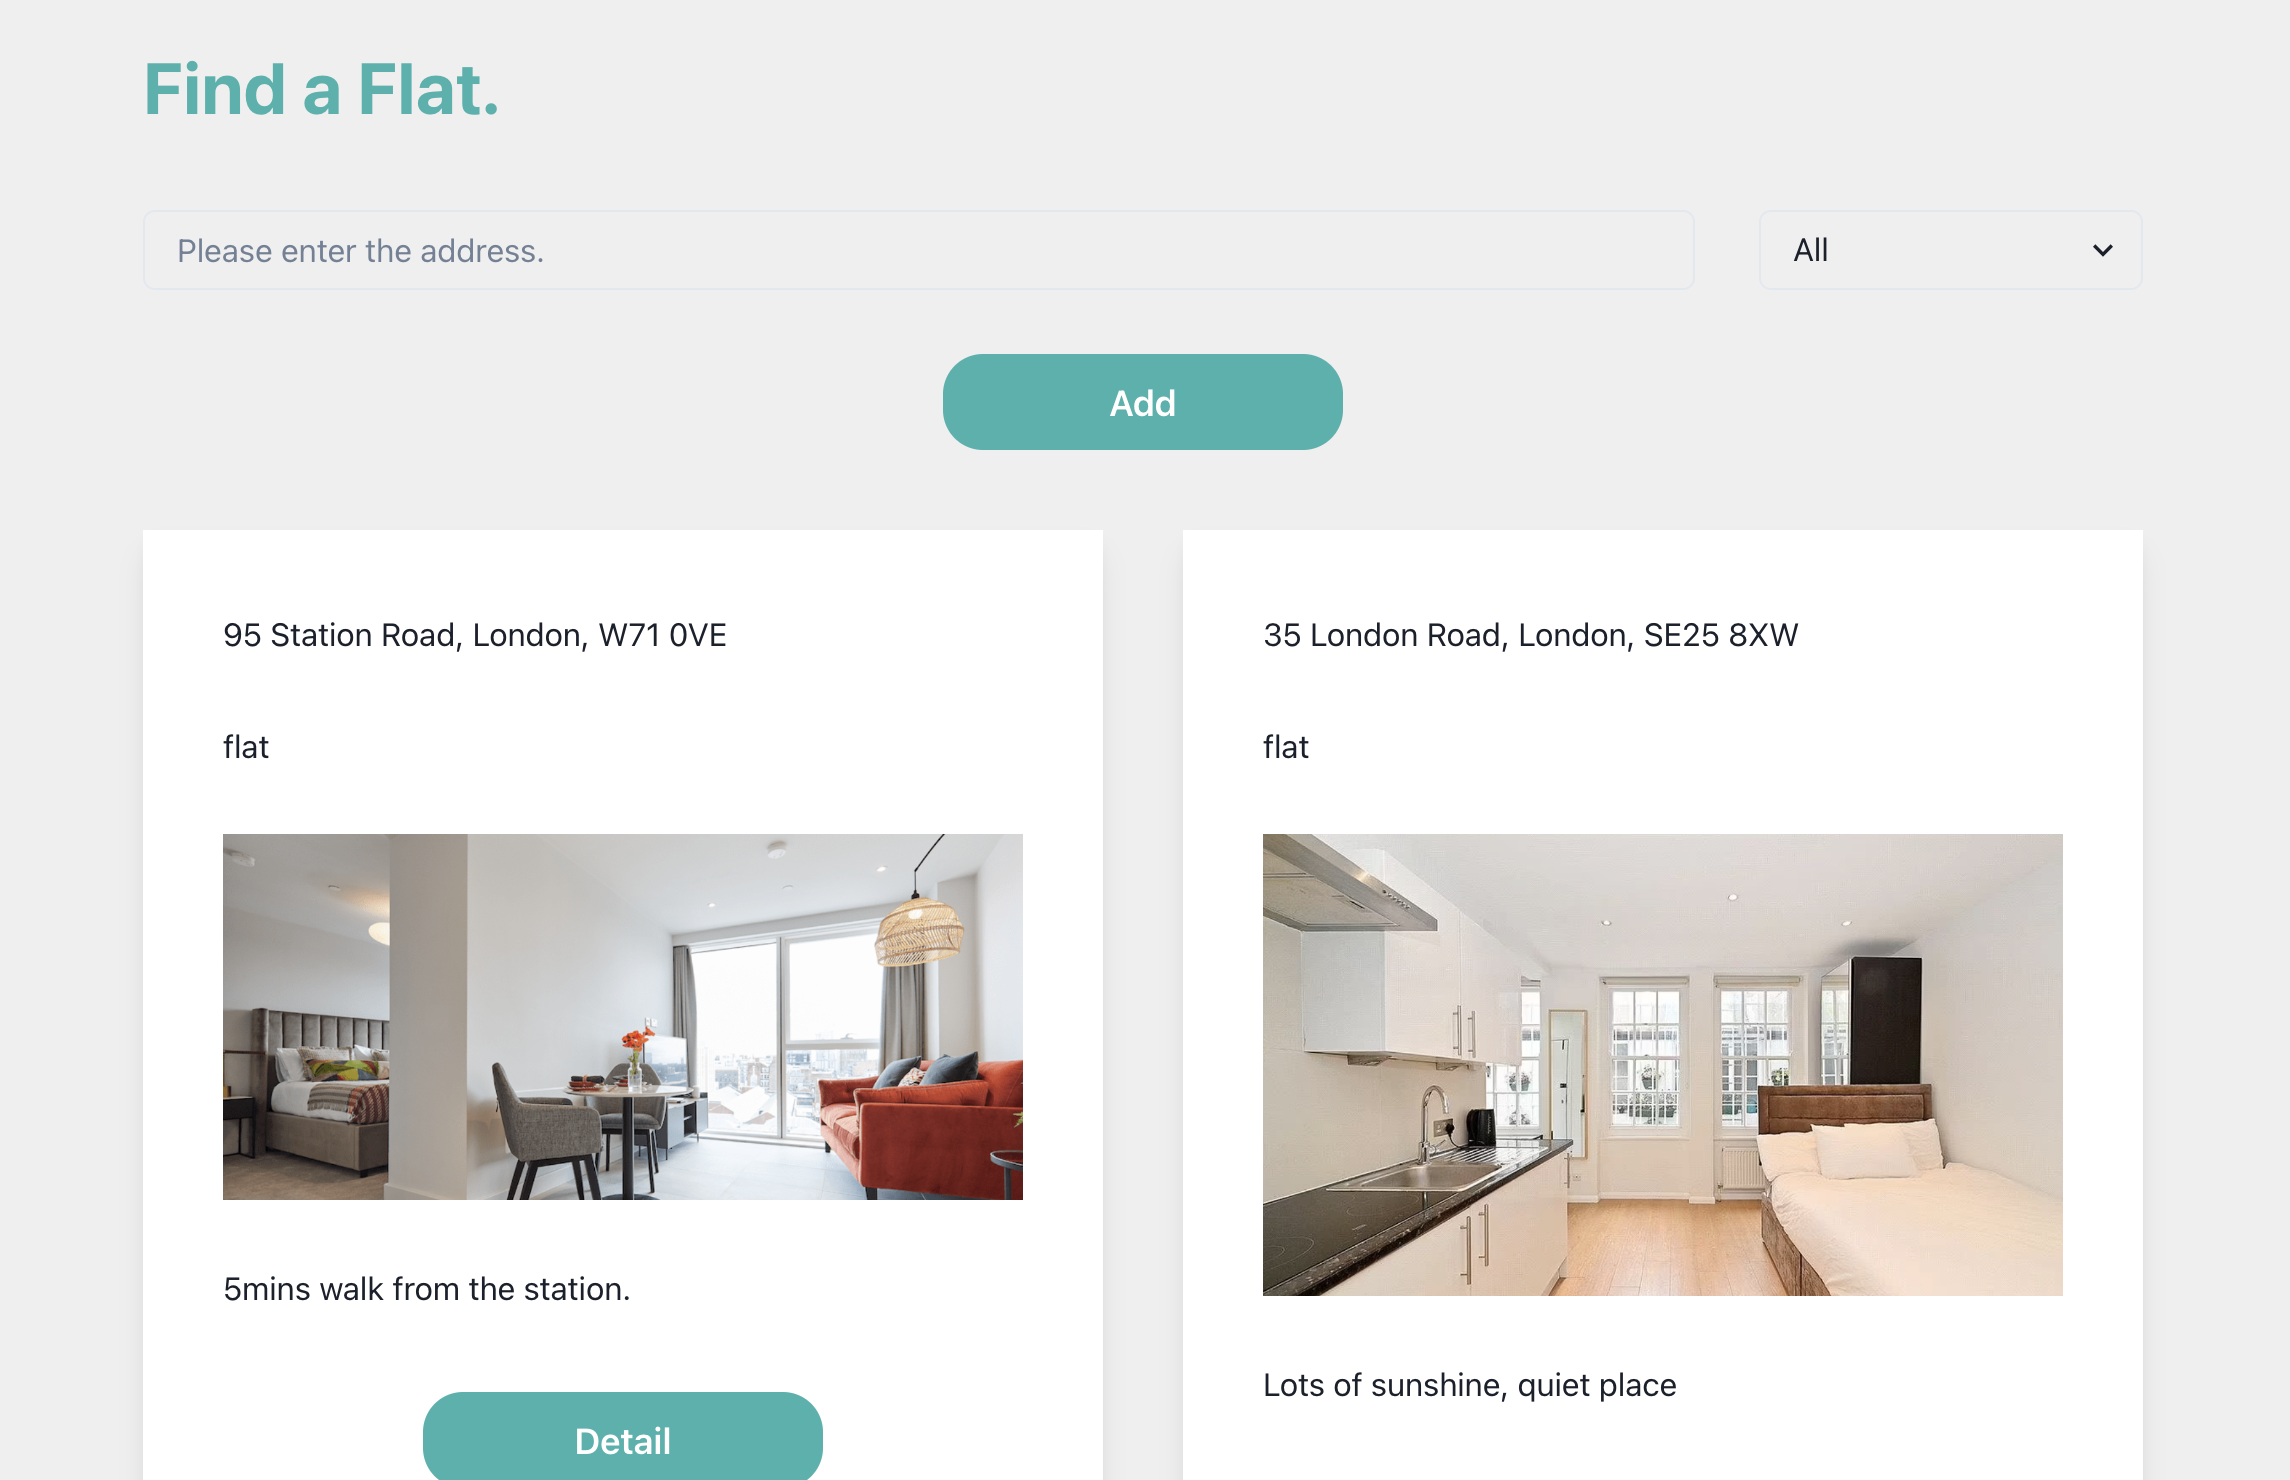 Find a Flat.
Please enter the address.
All
Add
95 Station Road, London, W71 0VE
flat
5mins walk from the station.
Detail
35 London Road, London, SE25 8XW
flat
Lots of sunshine, quiet place